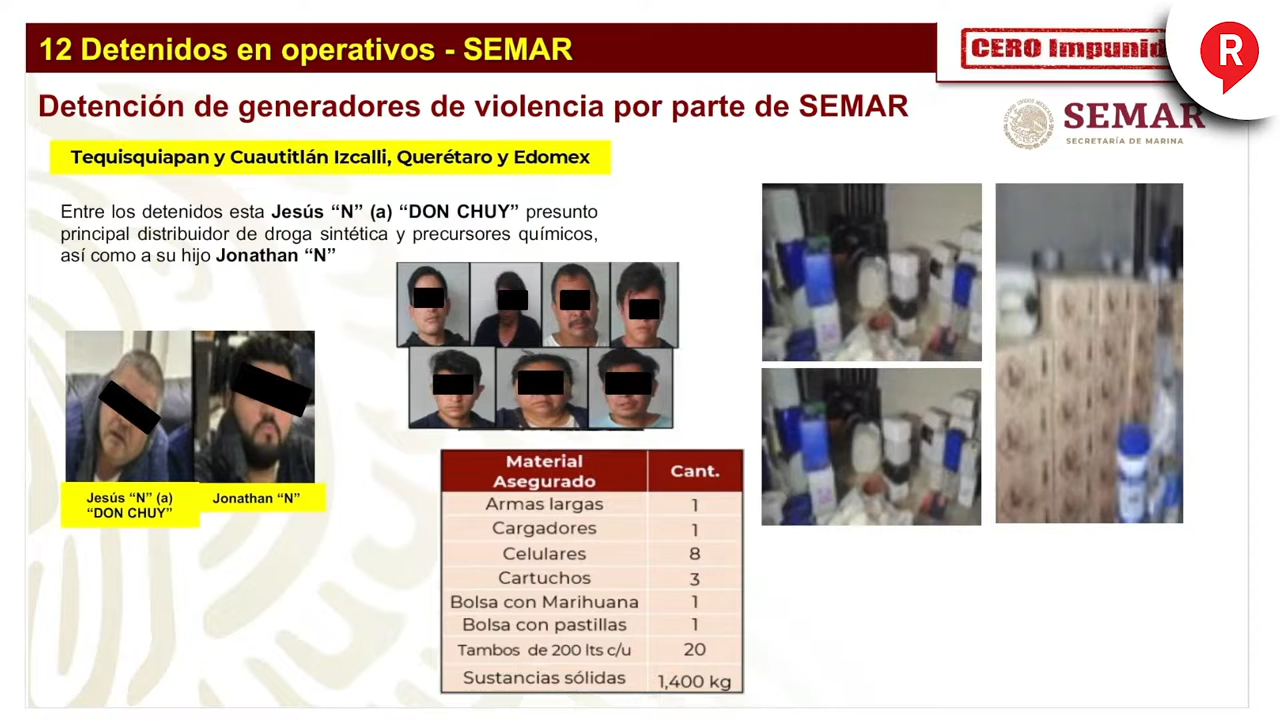 12 Detenidos en operativos - SEMAR
CERO Impunid
R
Detención de generadores de violencia por parte de SEMAR
SEMAR
SECRETARÍA DE MARINA
Tequisquiapan y Cuautitlán Izcalli, Querétaro y Edomex
Entre los detenidos esta Jesús “N” (a) “DON CHUY” presunto
principal distribuidor de droga sintética y precursores químicos,
así como a su hijo Jonathan “N”
Jesús “N” (a)
“DON CHUY”
Jonathan “N”
Material
Asegurado
Cant.
Armas largas 1
Cargadores 1
Celulares 8
Cartuchos 3
Bolsa con Marihuana 1
Bolsa con pastillas 1
Tambos de 200 lts c/u 20
Sustancias sólidas 1,400 kg